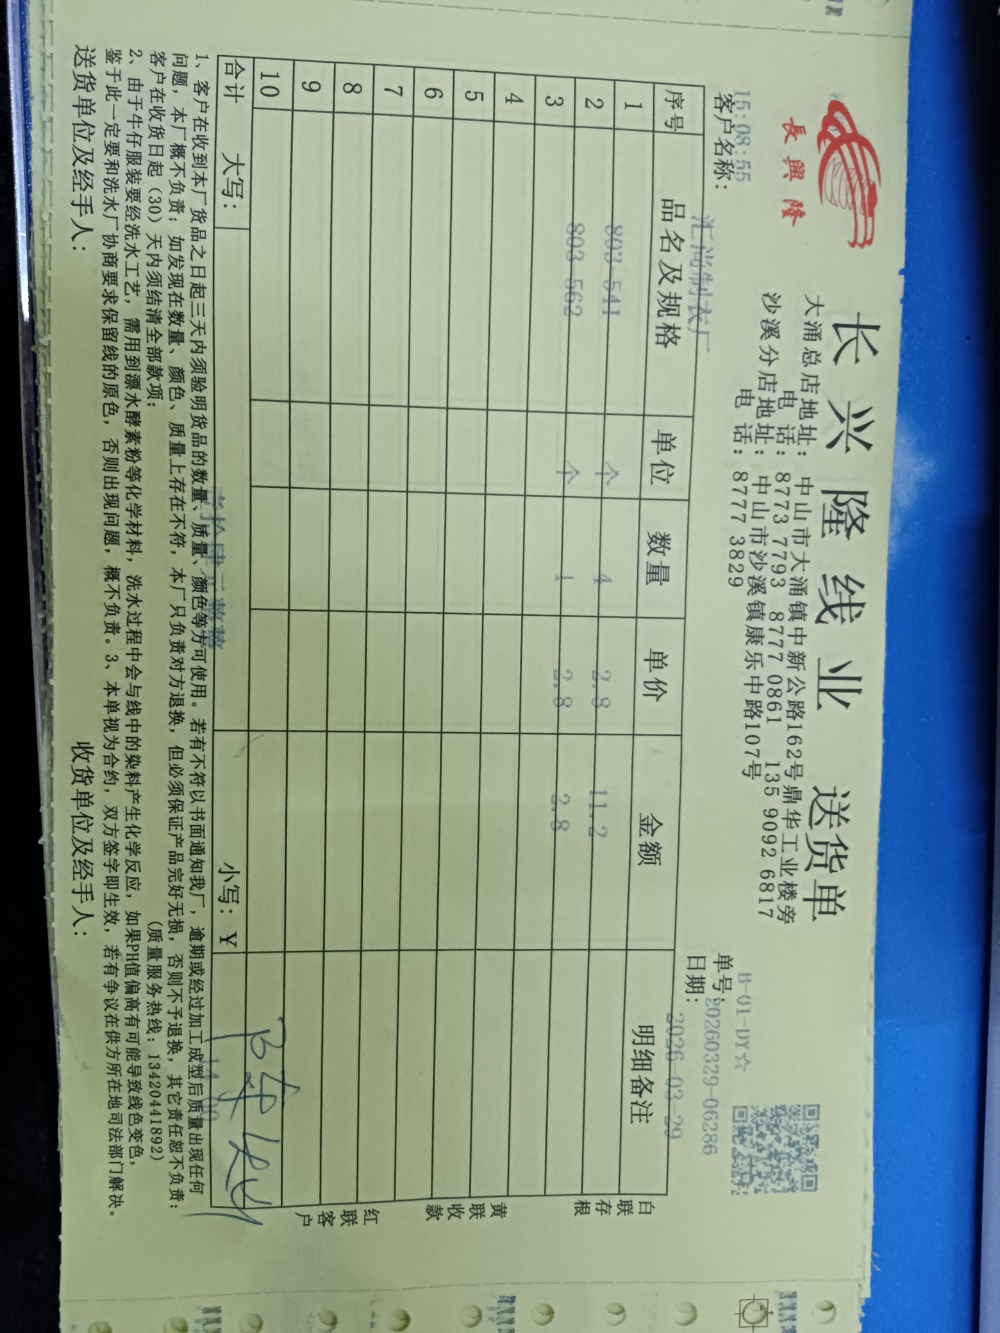 長興隆
长兴隆线业 送货单
大涌总店地址：中山市大涌镇中新公路162号鼎华工业楼旁
电话：8773 7793 8777 0861 135 9092 6817
沙溪分店地址：中山市沙溪镇康乐中路107号
电话：8777 3829
15:08:55
B-01-DY☆
客户名称：汇尚制衣厂
单号：20260329-06286
日期：2026-03-29
序号 品名及规格 单位 数量 单价 金额 明细备注
1 803-541 个 4 2.8 11.2
2 803-562 个 1 2.8 2.8
3
4
5
6
7
8
9
10
合计 大写：壹拾肆元整 小写：¥ 14.00
白联存根
黄联收款
红联客户
1、客户在收到本厂货品之日起三天内须验明货品的数量、质量、颜色等方可使用。若有不符以书面通知我厂，逾期或经过加工成型后质量出现任何
问题，本厂概不负责；如发现在数量、颜色、质量上存在不符，本厂只负责对方退换，但必须保证产品完好无损，否则不予退换，其它责任恕不负责；
客户在收货日起（30）天内须结清全部款项；（质量服务热线：13420441892）
2、由于牛仔服装要经洗水工艺，需用到漂水酵素粉等化学材料，洗水过程中会与线中的染料产生化学反应，如果PH值偏高有可能导致线色变色，
鉴于此一定要和洗水厂协商要求保留线的原色，否则出现问题，概不负责。3、本单视为合约，双方签字即生效，若有争议在供方所在地司法部门解决。
送货单位及经手人： 收货单位及经手人：